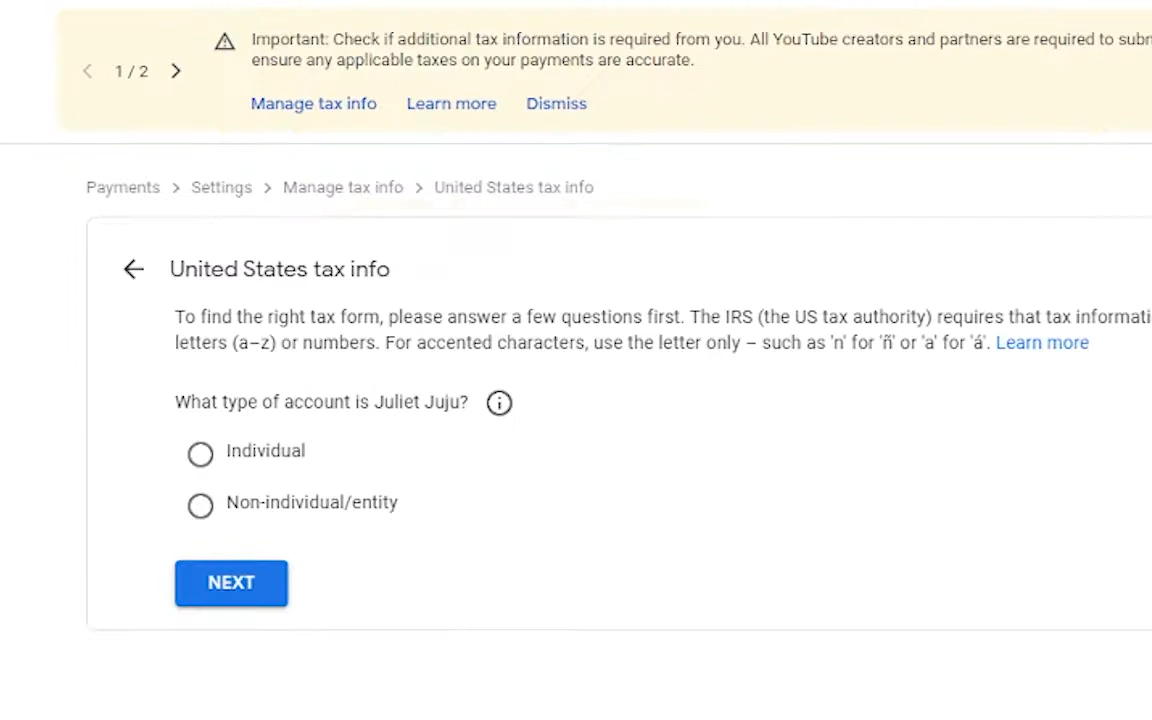 Important: Check if additional tax information is required from you. All YouTube creators and partners are required to
ensure any applicable taxes on your payments are accurate.
1 / 2
Manage tax info Learn more Dismiss
Payments > Settings > Manage tax info > United States tax info
United States tax info
To find the right tax form, please answer a few questions first. The IRS (the US tax authority) requires that tax
letters (a–z) or numbers. For accented characters, use the letter only – such as 'n' for 'ñ' or 'a' for 'á'. Learn more
What type of account is Juliet Juju?
Individual
Non-individual/entity
NEXT